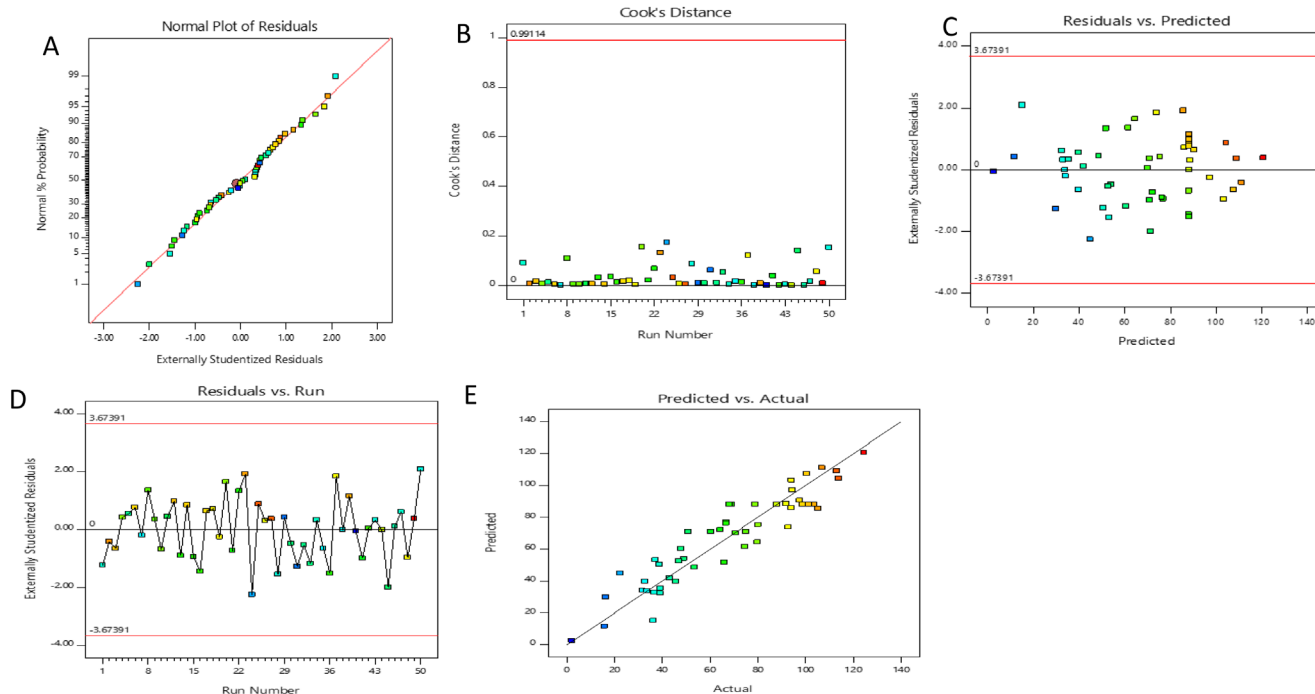 A
Normal Plot of Residuals
Normal % Probability
99
95
90
80
70
50
30
20
10
5
1
-3.00 -2.00 -1.00 0.00 1.00 2.00 3.00
Externally Studentized Residuals
B
Cook's Distance
Cook's Distance
1
0.99114
0.8
0.6
0.4
0.2
0
0
1 8 15 22 29 36 43 50
Run Number
C
Residuals vs. Predicted
Externally Studentized Residuals
4.00
3.67391
2.00
0.00
0
-2.00
-3.67391
-4.00
0 20 40 60 80 100 120 140
Predicted
D
Residuals vs. Run
Externally Studentized Residuals
4.00
3.67391
2.00
0.00
0
-2.00
-3.67391
-4.00
1 8 15 22 29 36 43 50
Run Number
E
Predicted vs. Actual
Predicted
140
120
100
80
60
40
20
0
0 20 40 60 80 100 120 140
Actual